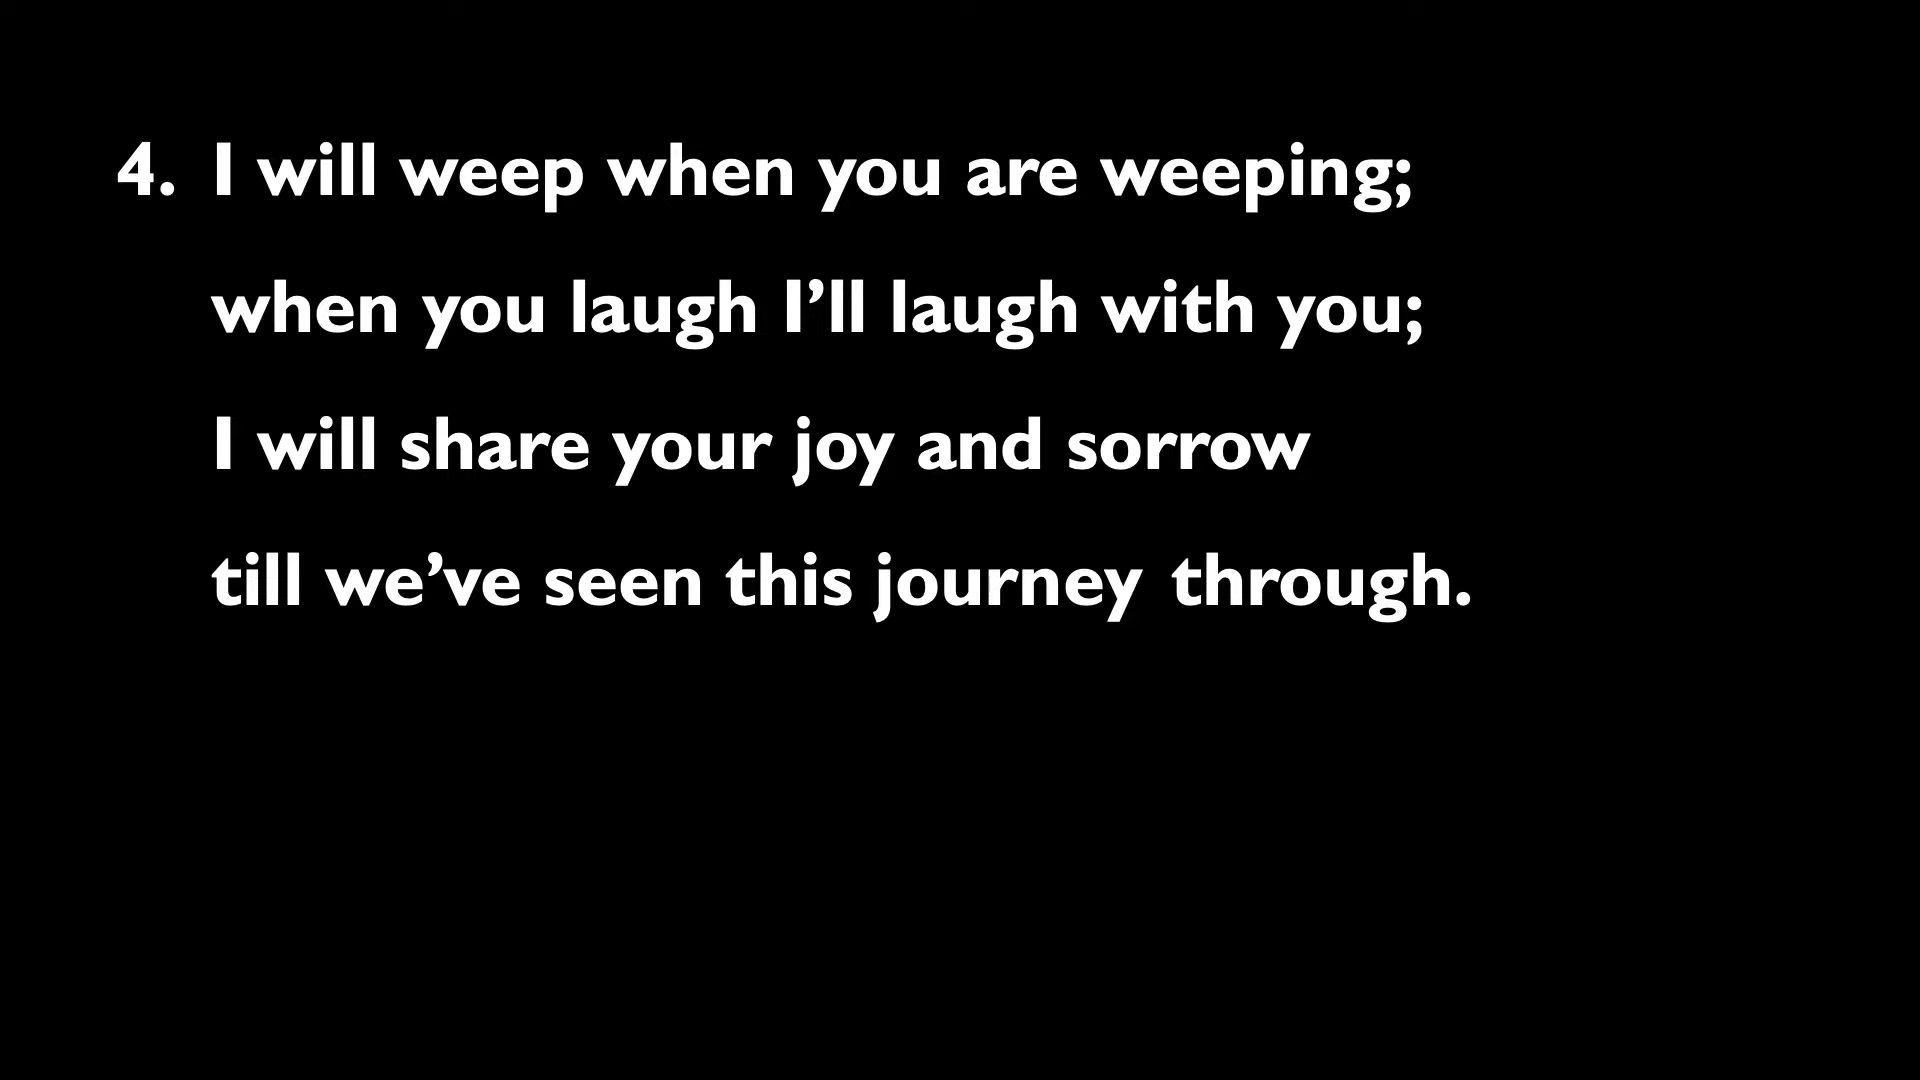 4. I will weep when you are weeping;
when you laugh I’ll laugh with you;
I will share your joy and sorrow
till we’ve seen this journey through.